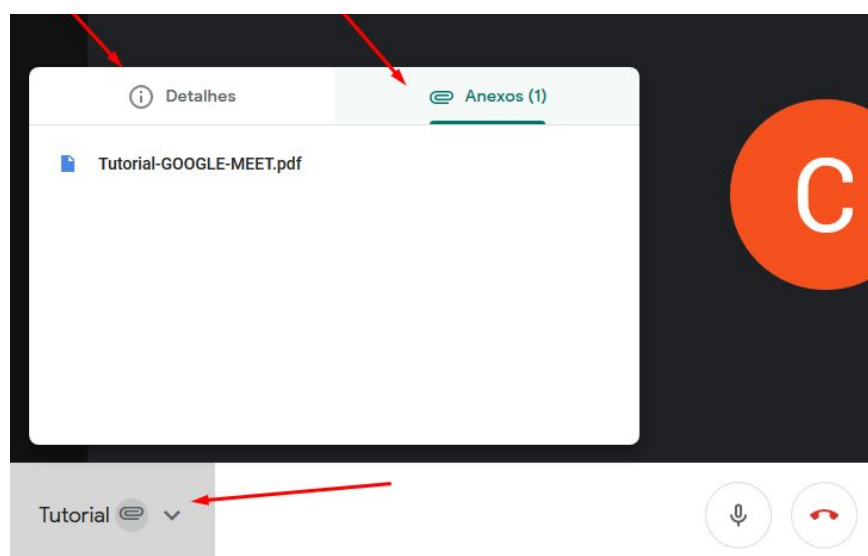 Detalhes
Anexos (1)
Tutorial-GOOGLE-MEET.pdf
C
Tutorial